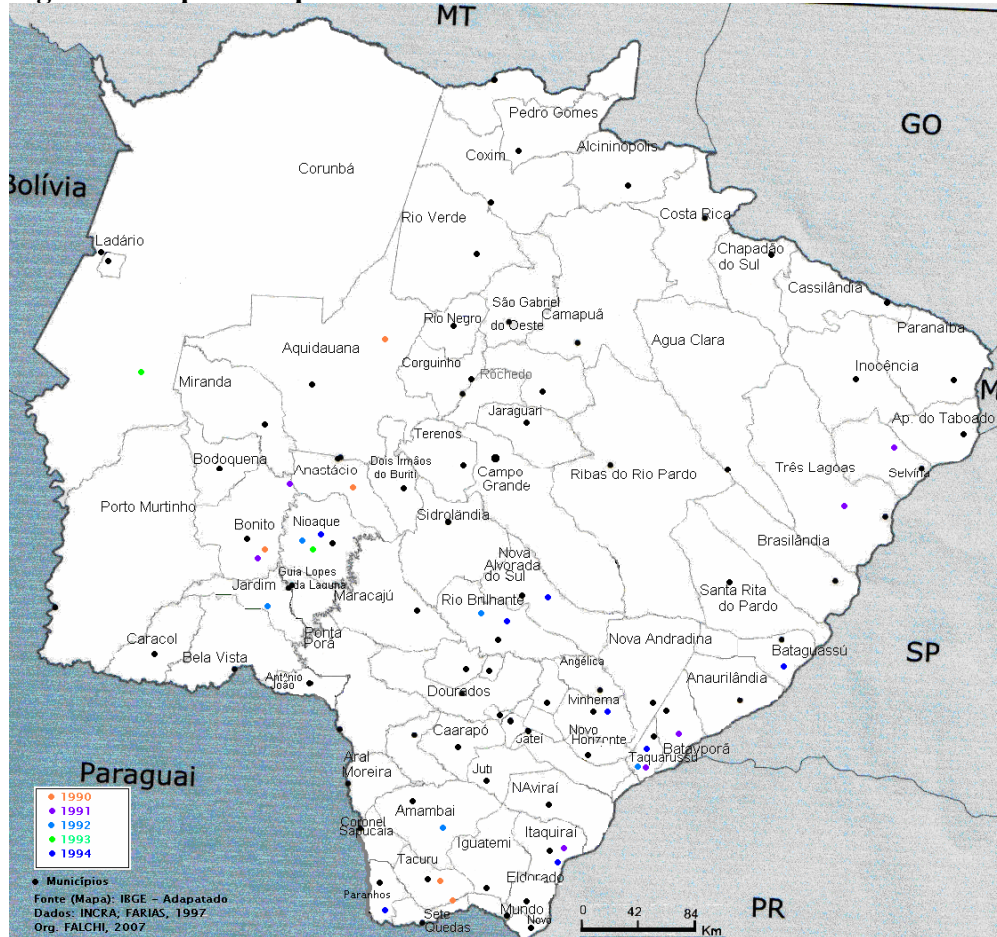 MT
Pedro Gomes
GO
Coxim
Alcininópolis
Corunbá
Bolívia
Rio Verde
Costa Rica
Ladário
Chapadão
do Sul
Cassilândia
São Gabriel
do Oeste
Rio Negro
Camapuã
Paranaíba
Agua Clara
Aquidauana
Corguinho
Inocência
Rochedo
Miranda
M
Jaraguari
Ap. do Taboado
Terenos
Bodoquena
Anastácio
Dois Irmãos
do Buriti
Campo
Grande
Ribas do Rio Pardo
Três Lagoas
Selvíria
Porto Murtinho
Sidrolândia
Bonito
Nioaque
Brasilândia
Nova
Alvorada
do Sul
Guia Lopes
da Laguna
Jardim
Maracajú
Rio Brilhante
Santa Rita
do Pardo
Caracol
Ponta
Porã
Nova Andradina
Bela Vista
Angélica
Bataguassú
SP
Antônio
João
Anaurilândia
Dourados
Ivinhema
Caarapó
Jatei
Novo
Horizonte
Batayporã
Taquarussu
Aral
Moreira
Paraguai
Juti
NAviraí
1990
1991
1992
1993
1994
Amambai
Coronel
Sapucaia
Iguatemi
Itaquiraí
Tacuru
Eldorado
Municípios
Paranhos
Fonte (Mapa): IBGE – Adapatado
Dados: INCRA; FARIAS, 1997
Org. FALCHI, 2007
Sete
Quedas
Mundo
Novo
0 42 84
Km
PR